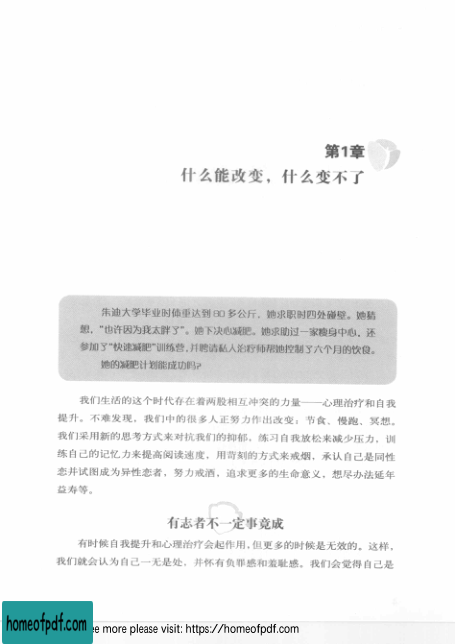 第1章
什么能改变，什么变不了
朱迪大学毕业时体重达到 80 多公斤，她求职时四处碰壁。她猜
想，“也许因为我太胖了”。她下决心减肥。她求助过一家瘦身中心，还
参加了“快速减肥”训练营，并聘请私人治疗师帮她控制了六个月的饮食。
她的减肥计划能成功吗？
我们生活的这个时代存在着两股相互冲突的力量——心理治疗和自我
提升。不难发现，我们中的很多人正努力作出改变：节食、慢跑、冥想。
我们采用新的思考方式来对抗我们的抑郁，练习自我放松来减少压力，训
练自己的记忆力来提高阅读速度，用苛刻的方式来戒烟，承认自己是同性
恋并试图成为异性恋者，努力戒酒，追求更多的生命意义，想尽办法延年
益寿等。
有志者不一定事竟成
有时候自我提升和心理治疗会起作用，但更多的时候是无效的。这样，
我们就会认为自己一无是处，并怀有负罪感和羞耻感。我们会觉得自己是
homeofpdf.com
ee more please visit: https://homeofpdf.com